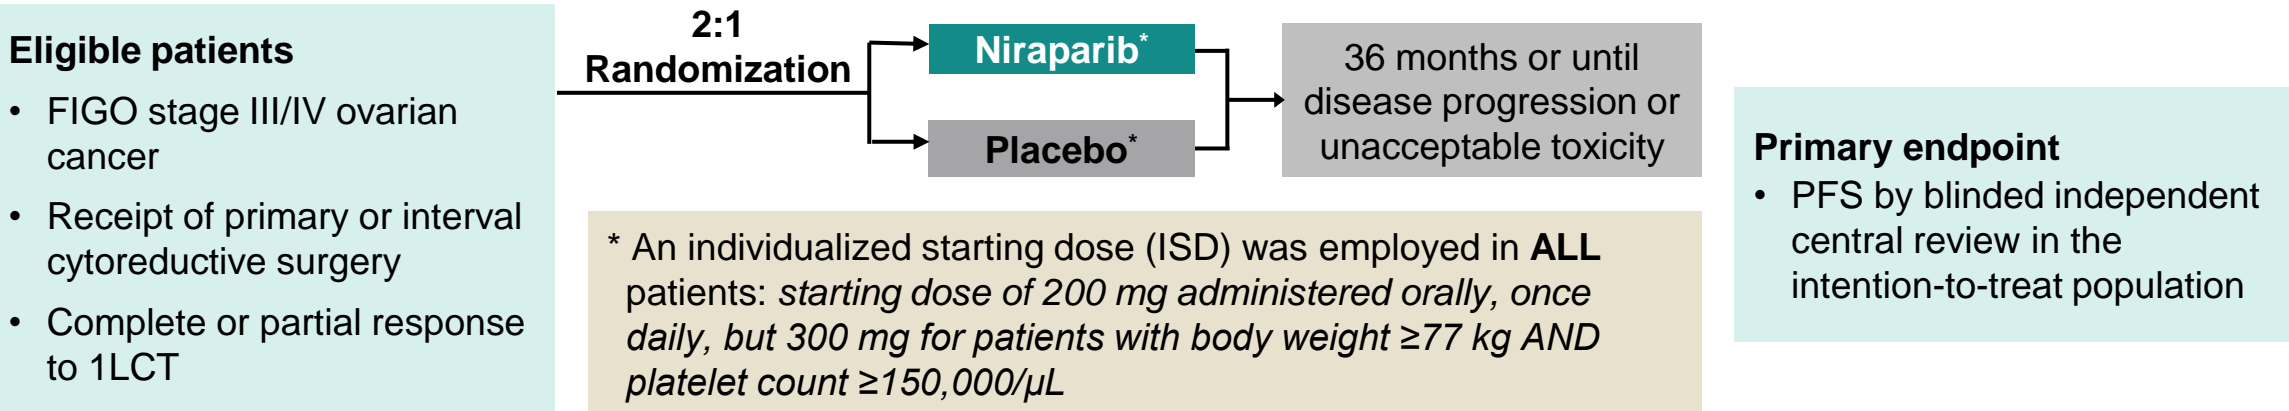 Eligible patients
• FIGO stage III/IV ovarian
cancer
• Receipt of primary or interval
cytoreductive surgery
• Complete or partial response
to 1LCT
2:1
Randomization
Niraparib*
Placebo*
36 months or until
disease progression or
unacceptable toxicity
* An individualized starting dose (ISD) was employed in ALL
patients: starting dose of 200 mg administered orally, once
daily, but 300 mg for patients with body weight ≥77 kg AND
platelet count ≥150,000/μL
Primary endpoint
• PFS by blinded independent
central review in the
intention-to-treat population